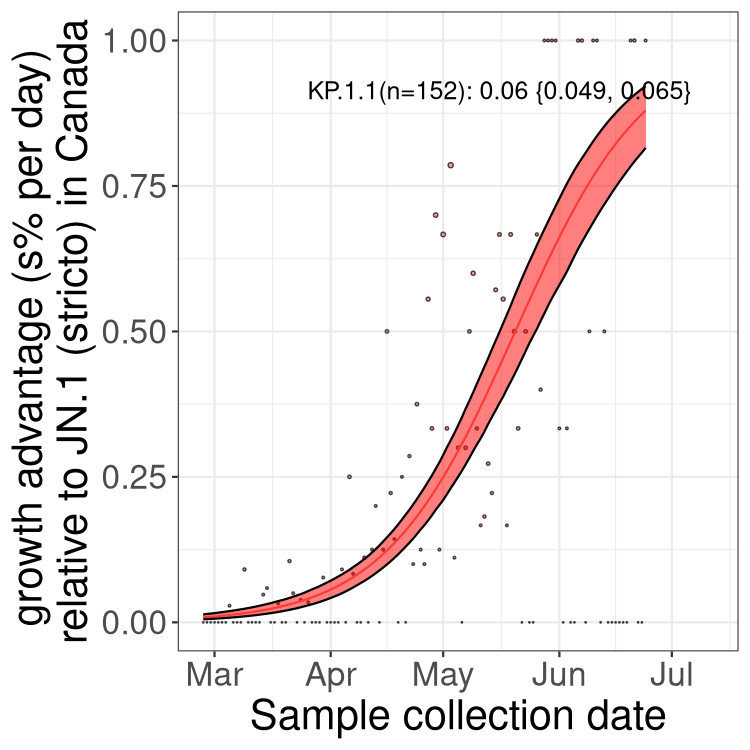 growth advantage (s% per day)
relative to JN.1 (stricto) in Canada
1.00
0.75
0.50
0.25
0.00
KP.1.1(n=152): 0.06 {0.049, 0.065}
Mar Apr May Jun Jul
Sample collection date